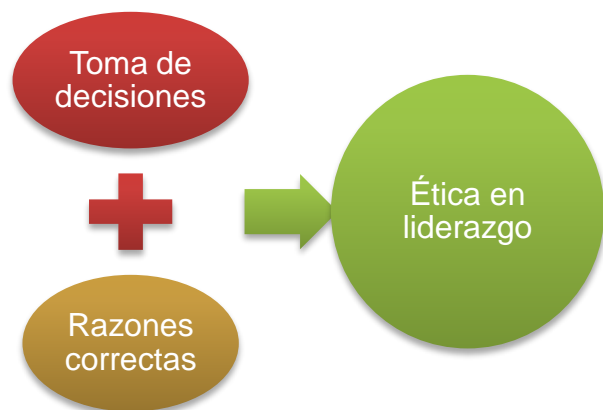 Toma de
decisiones
Razones
correctas
Ética en
liderazgo